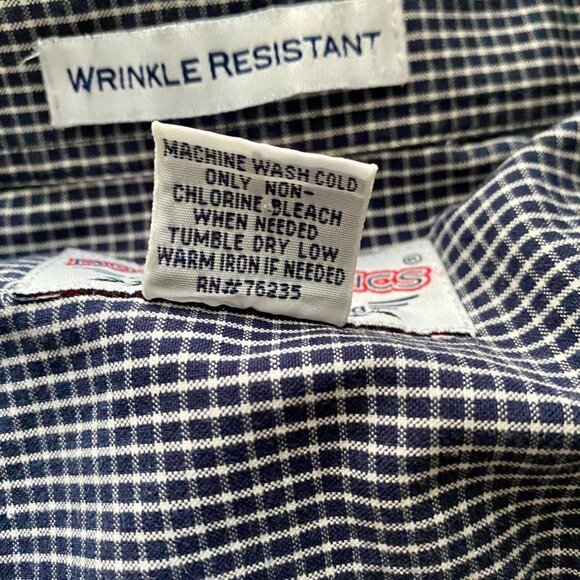 WRINKLE RESISTANT
MACHINE WASH COLD
ONLY NON-
CHLORINE BLEACH
WHEN NEEDED
TUMBLE DRY LOW
WARM IRON IF NEEDED
RN# 76235